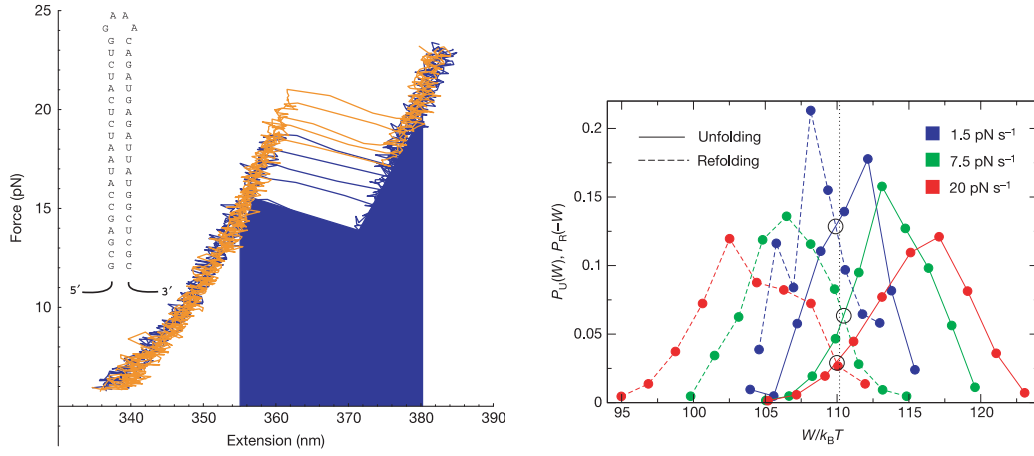 A
A A
G A
G C
U A
C G
U A
A U
C G
U A
C G
U A
A U
A U
U A
A U
C G
C G
G C
A U
G C
C G
G C
5′ 3′
25
20
15
10
Force (pN)
340 350 360 370 380 390
Extension (nm)
0.2
0.15
0.1
0.05
0
P_U(W), P_R(−W)
Unfolding
Refolding
1.5 pN s⁻¹
7.5 pN s⁻¹
20 pN s⁻¹
95 100 105 110 115 120
W/k_BT